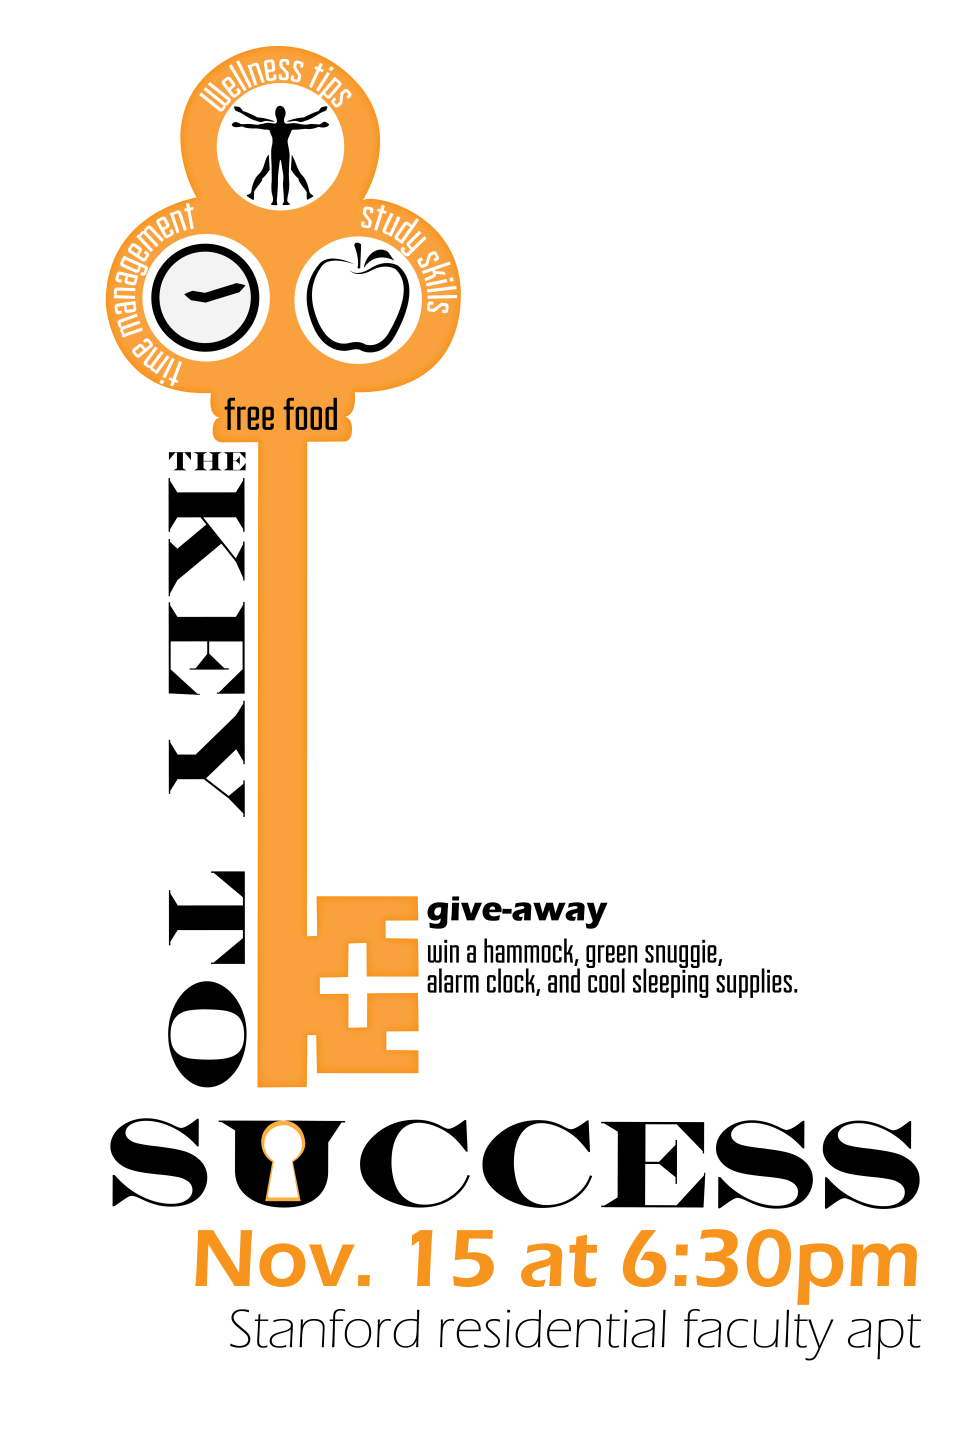 Wellness tips
time management
study skills
free food
THE
KEY TO
give-away
win a hammock, green snuggie,
alarm clock, and cool sleeping supplies.
SUCCESS
Nov. 15 at 6:30pm
Stanford residential faculty apt